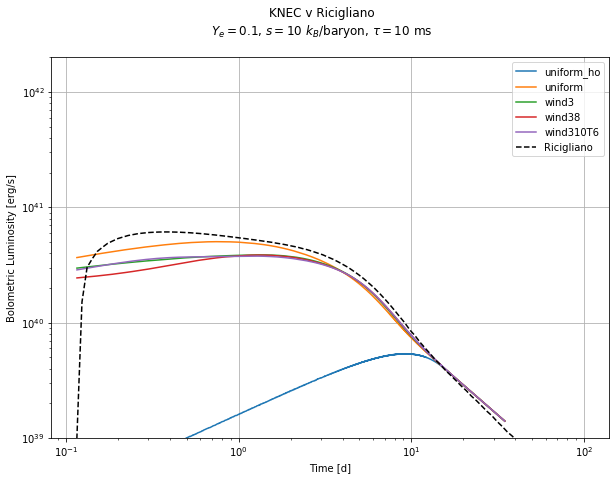 KNEC v Ricigliano
$Y_e = 0.1$, $s = 10\ k_B$/baryon, $\tau = 10$ ms
uniform_ho
uniform
wind3
wind38
wind310T6
Ricigliano
Bolometric Luminosity [erg/s]
10^42
10^41
10^40
10^39
10^−1
10^0
10^1
10^2
Time [d]